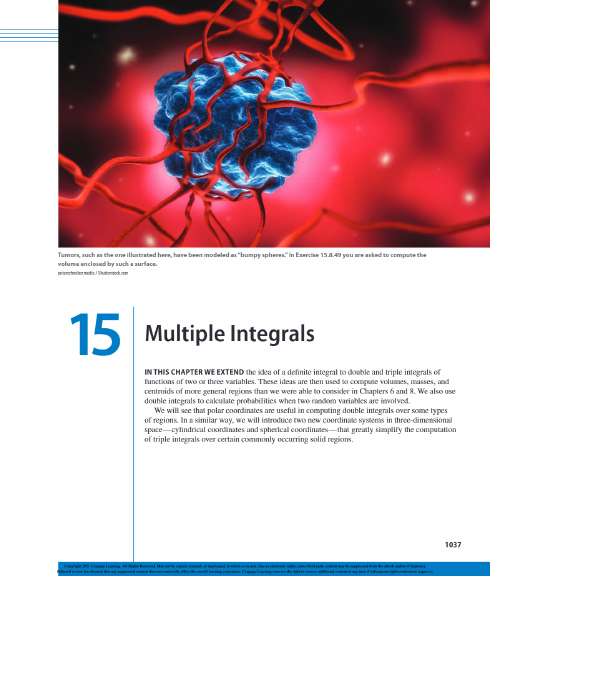 Tumors, such as the one illustrated here, have been modeled as "bumpy spheres." In Exercise 15.8.49 you are asked to compute the
volume enclosed by such a surface.
peterschreiber.media / Shutterstock.com
15
Multiple Integrals
IN THIS CHAPTER WE EXTEND the idea of a definite integral to double and triple integrals of
functions of two or three variables. These ideas are then used to compute volumes, masses, and
centroids of more general regions than we were able to consider in Chapters 6 and 8. We also use
double integrals to calculate probabilities when two random variables are involved.
We will see that polar coordinates are useful in computing double integrals over some types
of regions. In a similar way, we will introduce two new coordinate systems in three-dimensional
space—cylindrical coordinates and spherical coordinates—that greatly simplify the computation
of triple integrals over certain commonly occurring solid regions.
1037